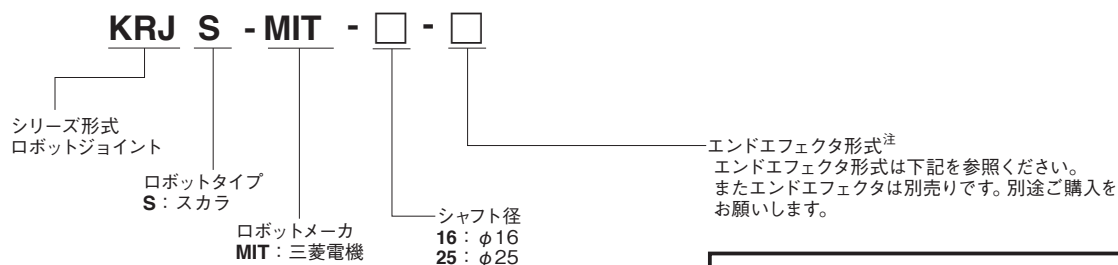 KRJ S - MIT - □ - □
シリーズ形式
ロボットジョイント
ロボットタイプ
S：スカラ
ロボットメーカ
MIT：三菱電機
シャフト径
16：φ16
25：φ25
エンドエフェクタ形式注
エンドエフェクタ形式は下記を参照ください。
またエンドエフェクタは別売りです。別途ご購入を
お願いします。